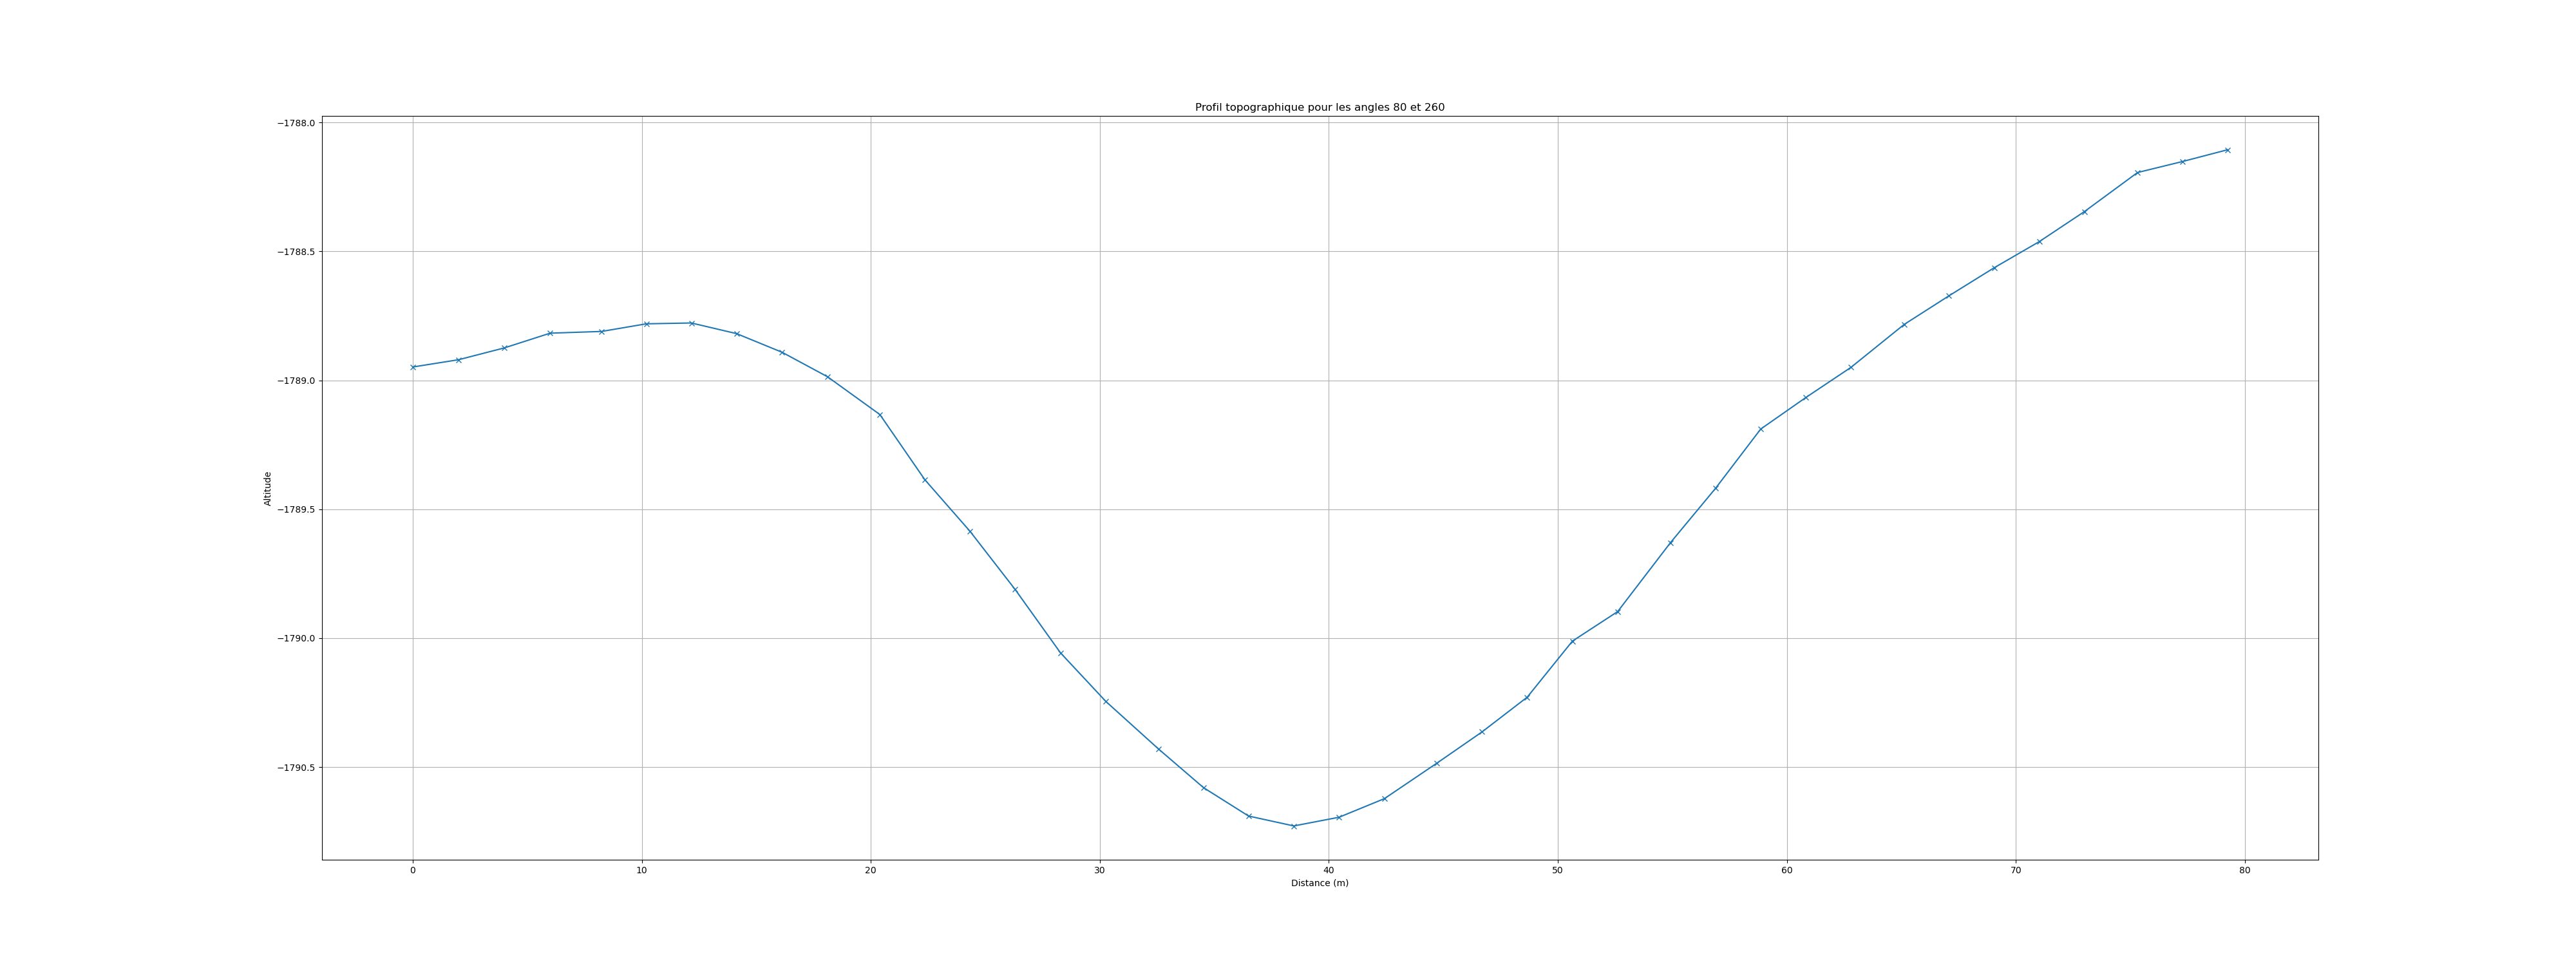 Profil topographique pour les angles 80 et 260
−1788.0
−1788.5
−1789.0
−1789.5
−1790.0
−1790.5
Altitude
0 10 20 30 40 50 60 70 80
Distance (m)